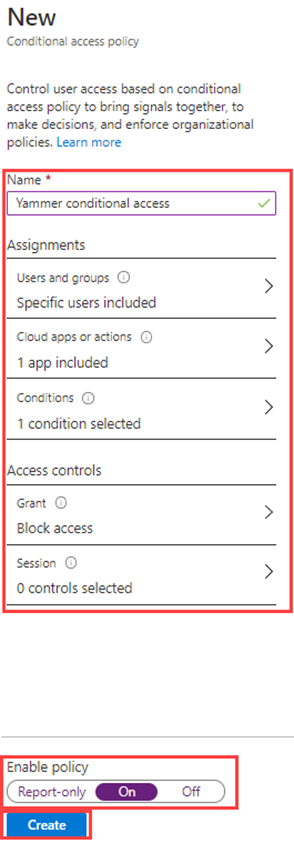 New
Conditional access policy
Control user access based on conditional
access policy to bring signals together, to
make decisions, and enforce organizational
policies. Learn more
Name *
Yammer conditional access
Assignments
Users and groups
Specific users included
Cloud apps or actions
1 app included
Conditions
1 condition selected
Access controls
Grant
Block access
Session
0 controls selected
Enable policy
Report-only On Off
Create